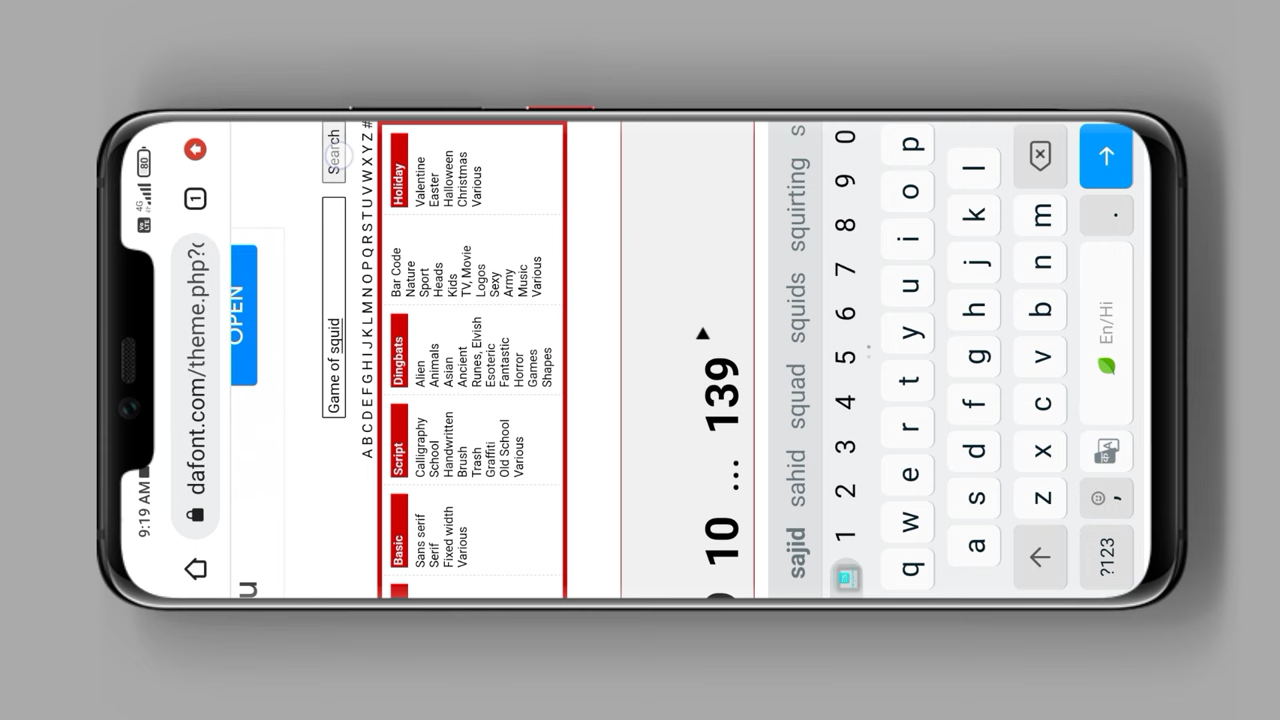 9:19 AM
4G
80
dafont.com/theme.php?
1
OPEN
u
Game of squid
Search
A B C D E F G H I J K L M N O P Q R S T U V W X Y Z #
Basic
Sans serif
Serif
Fixed width
Various
Script
Calligraphy
School
Handwritten
Brush
Trash
Graffiti
Old School
Various
Dingbats
Alien
Animals
Asian
Ancient
Runes, Elvish
Esoteric
Fantastic
Horror
Games
Shapes
Bar Code
Nature
Sport
Heads
Kids
TV, Movie
Logos
Sexy
Army
Music
Various
Holiday
Valentine
Easter
Halloween
Christmas
Various
10 ... 139
sajid sahid squad squids squirting s
1 2 3 4 5 6 7 8 9 0
q w e r t y u i o p
a s d f g h j k l
z x c v b n m
?123 , En/Hi .